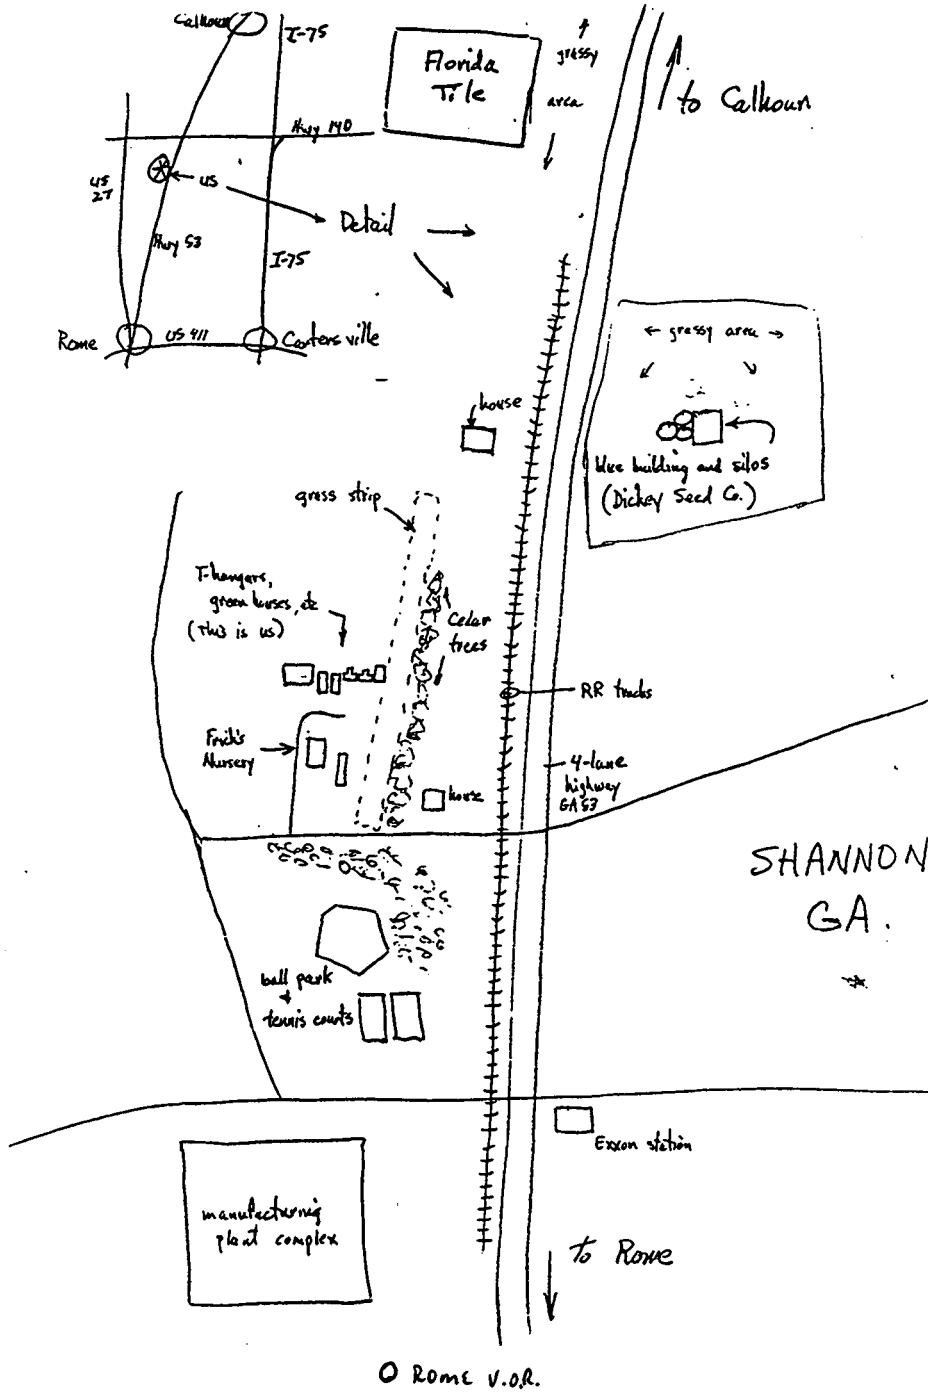 Calhoun
I-75
Florida
Tile
grassy
area
to Calhoun
Hwy 140
US
27
US
Detail
Hwy 53
I-75
Rome
US 411
Cartersville
← grassy area →
house
blue building and silos
(Dickey Seed Co.)
grass strip
T-hangers,
green houses, etc
(This is us)
Cedar
trees
RR tracks
Frick's
Nursery
4-lane
highway
GA 53
house
SHANNON
GA.
ball park
+
tennis courts
Exxon station
manufacturing
plant complex
to Rome
O ROME V.O.R.